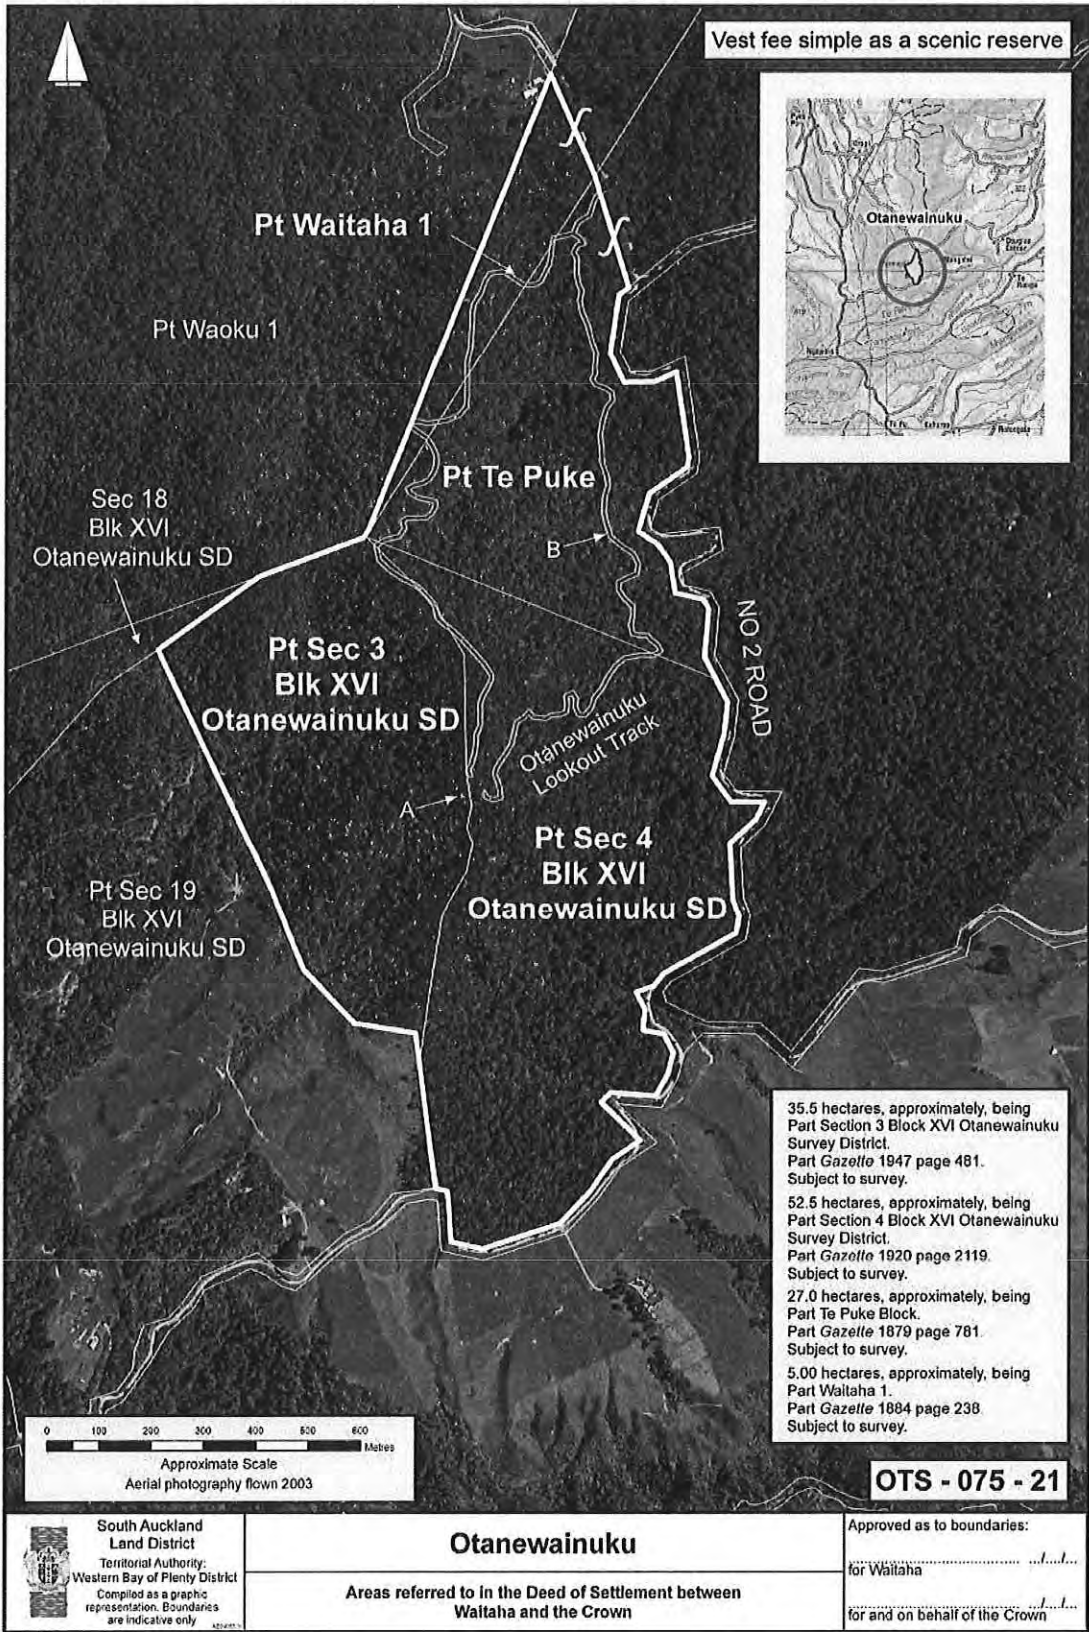 Vest fee simple as a scenic reserve
Otanewainuku
Pt Waitaha 1
Pt Waoku 1
Pt Te Puke
Sec 18
Blk XVI
Otanewainuku SD
B
NO 2 ROAD
Pt Sec 3
Blk XVI
Otanewainuku SD
Otanewainuku
Lookout Track
A
Pt Sec 4
Blk XVI
Otanewainuku SD
Pt Sec 19
Blk XVI
Otanewainuku SD
35.5 hectares, approximately, being
Part Section 3 Block XVI Otanewainuku
Survey District.
Part Gazette 1947 page 481.
Subject to survey.
52.5 hectares, approximately, being
Part Section 4 Block XVI Otanewainuku
Survey District.
Part Gazette 1920 page 2119.
Subject to survey.
27.0 hectares, approximately, being
Part Te Puke Block.
Part Gazette 1879 page 781.
Subject to survey.
5.00 hectares, approximately, being
Part Waitaha 1.
Part Gazette 1884 page 238.
Subject to survey.
0 100 200 300 400 500 600
Metres
Approximate Scale
Aerial photography flown 2003
OTS - 075 - 21
South Auckland
Land District
Territorial Authority:
Western Bay of Plenty District
Compiled as a graphic
representation. Boundaries
are indicative only
Otanewainuku
Areas referred to in the Deed of Settlement between
Waitaha and the Crown
Approved as to boundaries:
.................................. ..../..../....
for Waitaha
.................................. ..../..../....
for and on behalf of the Crown